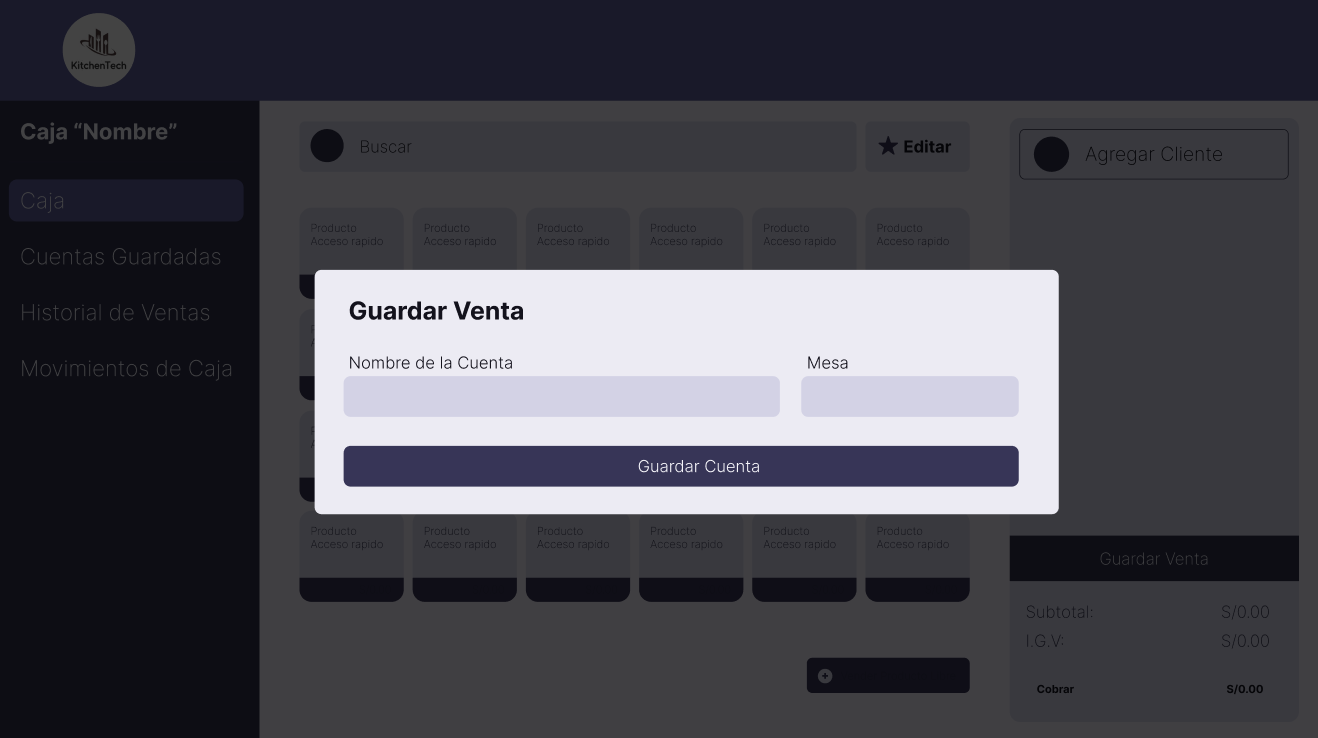 KitchenTech
Caja “Nombre”
Caja
Cuentas Guardadas
Historial de Ventas
Movimientos de Caja
Buscar
Editar
Agregar Cliente
Producto
Acceso rapido
Producto
Acceso rapido
Producto
Acceso rapido
Producto
Acceso rapido
Producto
Acceso rapido
Producto
Acceso rapido
Guardar Venta
Nombre de la Cuenta
Mesa
Guardar Cuenta
Producto
Acceso rapido
Producto
Acceso rapido
Producto
Acceso rapido
Producto
Acceso rapido
Producto
Acceso rapido
Producto
Acceso rapido
Guardar Venta
Subtotal: S/0.00
I.G.V: S/0.00
Cobrar S/0.00